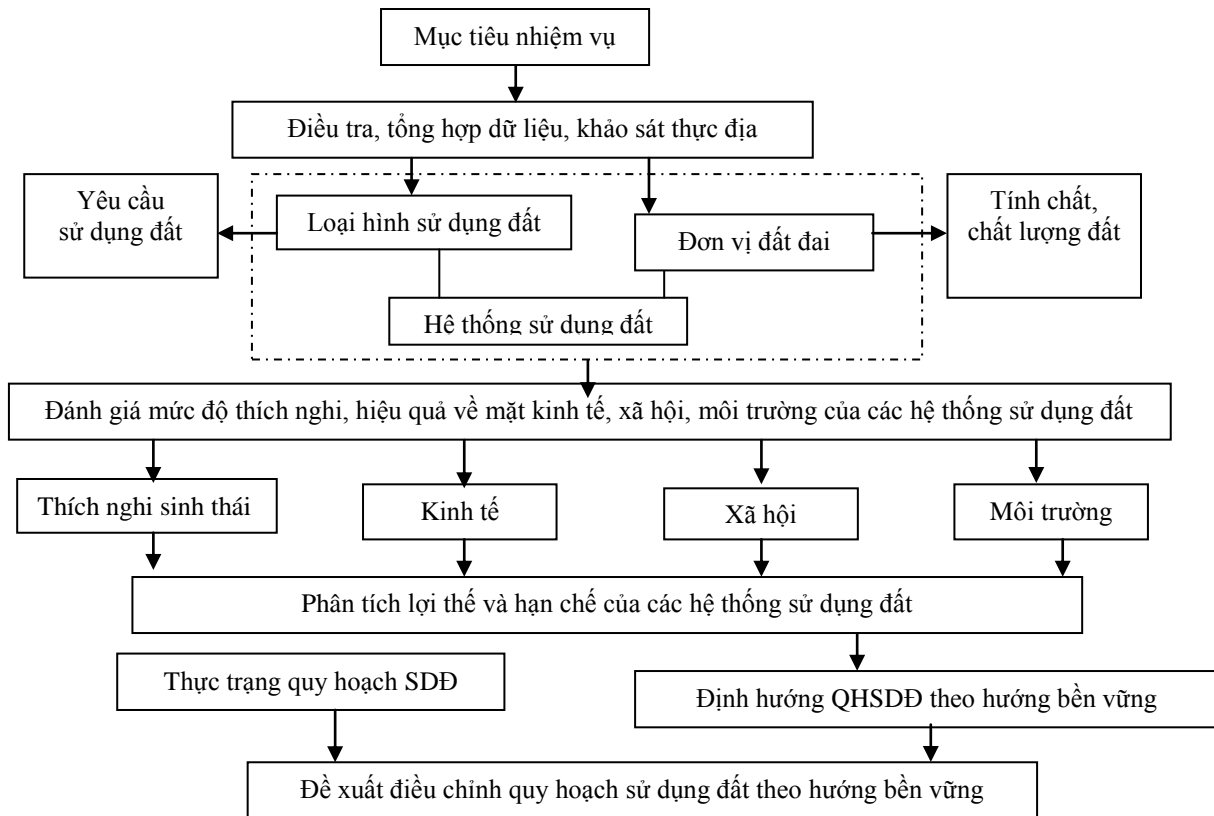 Mục tiêu nhiệm vụ
Điều tra, tổng hợp dữ liệu, khảo sát thực địa
Yêu cầu
sử dụng đất
Loại hình sử dụng đất
Đơn vị đất đai
Tính chất,
chất lượng đất
Hệ thống sử dụng đất
Đánh giá mức độ thích nghi, hiệu quả về mặt kinh tế, xã hội, môi trường của các hệ thống sử dụng đất
Thích nghi sinh thái
Kinh tế
Xã hội
Môi trường
Phân tích lợi thế và hạn chế của các hệ thống sử dụng đất
Thực trạng quy hoạch SDĐ
Định hướng QHSDĐ theo hướng bền vững
Đề xuất điều chỉnh quy hoạch sử dụng đất theo hướng bền vững